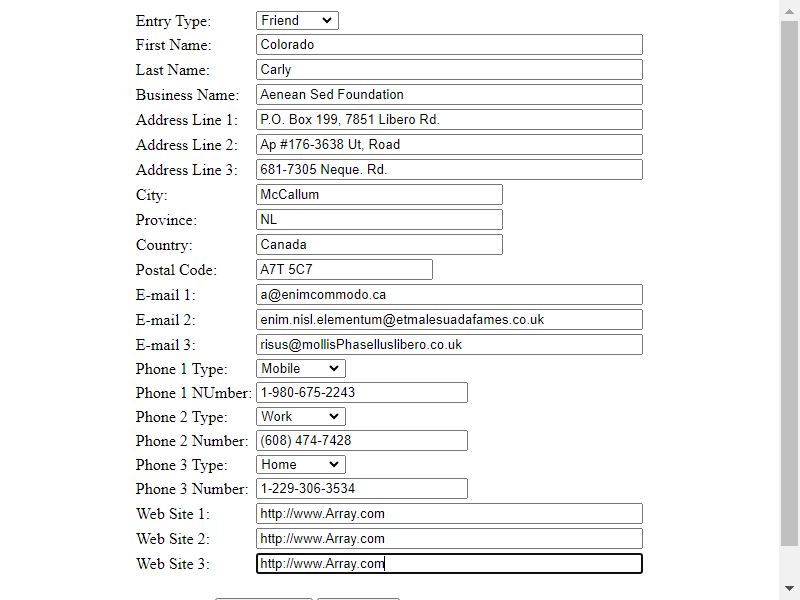 Entry Type: Friend
First Name: Colorado
Last Name: Carly
Business Name: Aenean Sed Foundation
Address Line 1: P.O. Box 199, 7851 Libero Rd.
Address Line 2: Ap #176-3638 Ut, Road
Address Line 3: 681-7305 Neque. Rd.
City: McCallum
Province: NL
Country: Canada
Postal Code: A7T 5C7
E-mail 1: a@enimcommodo.ca
E-mail 2: enim.nisl.elementum@etmalesuadafames.co.uk
E-mail 3: risus@mollisPhaselluslibero.co.uk
Phone 1 Type: Mobile
Phone 1 NUmber: 1-980-675-2243
Phone 2 Type: Work
Phone 2 Number: (608) 474-7428
Phone 3 Type: Home
Phone 3 Number: 1-229-306-3534
Web Site 1: http://www.Array.com
Web Site 2: http://www.Array.com
Web Site 3: http://www.Array.com